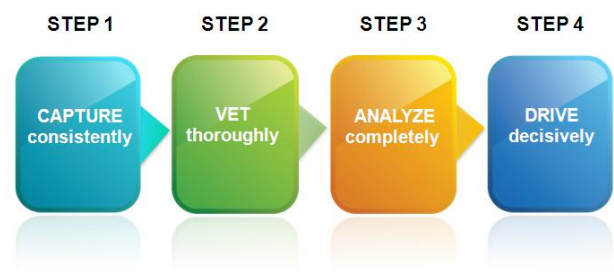 STEP 1
STEP 2
STEP 3
STEP 4
CAPTURE
consistently
VET
thoroughly
ANALYZE
completely
DRIVE
decisively